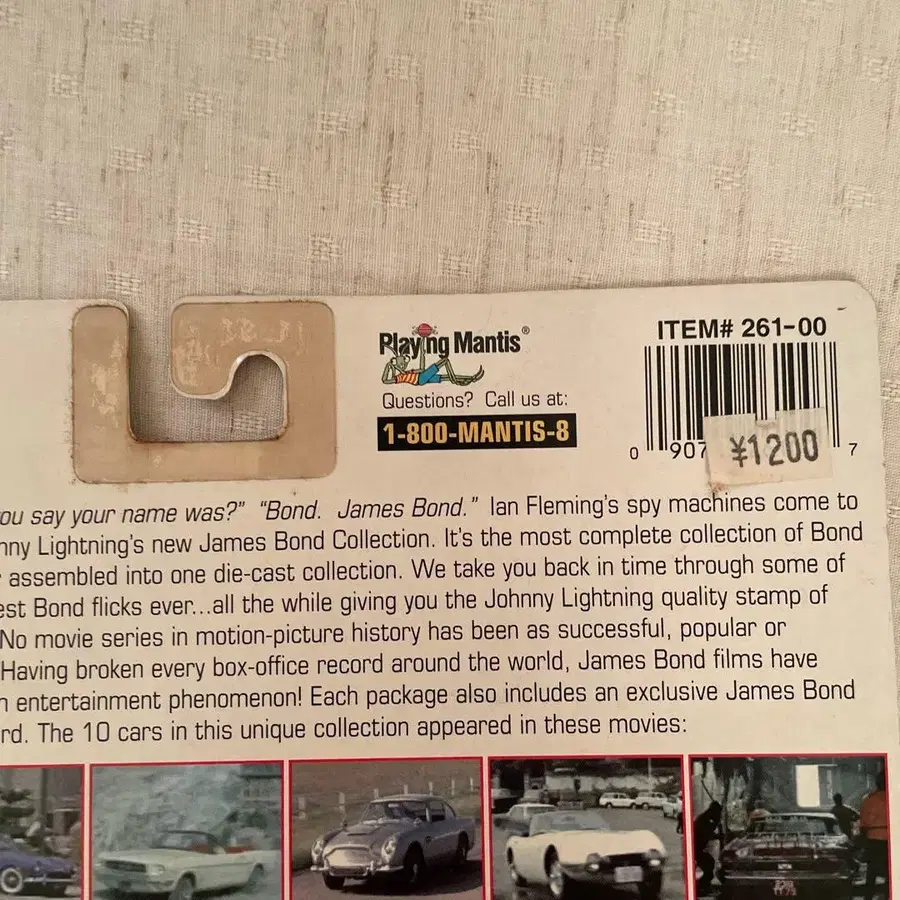 Playing Mantis®
Questions? Call us at:
1-800-MANTIS-8
ITEM# 261-00
0 907 7
¥1200
ou say your name was?" "Bond. James Bond." Ian Fleming's spy machines come to
nny Lightning's new James Bond Collection. It's the most complete collection of Bond
assembled into one die-cast collection. We take you back in time through some of
est Bond flicks ever...all the while giving you the Johnny Lightning quality stamp of
No movie series in motion-picture history has been as successful, popular or
Having broken every box-office record around the world, James Bond films have
n entertainment phenomenon! Each package also includes an exclusive James Bond
rd. The 10 cars in this unique collection appeared in these movies: